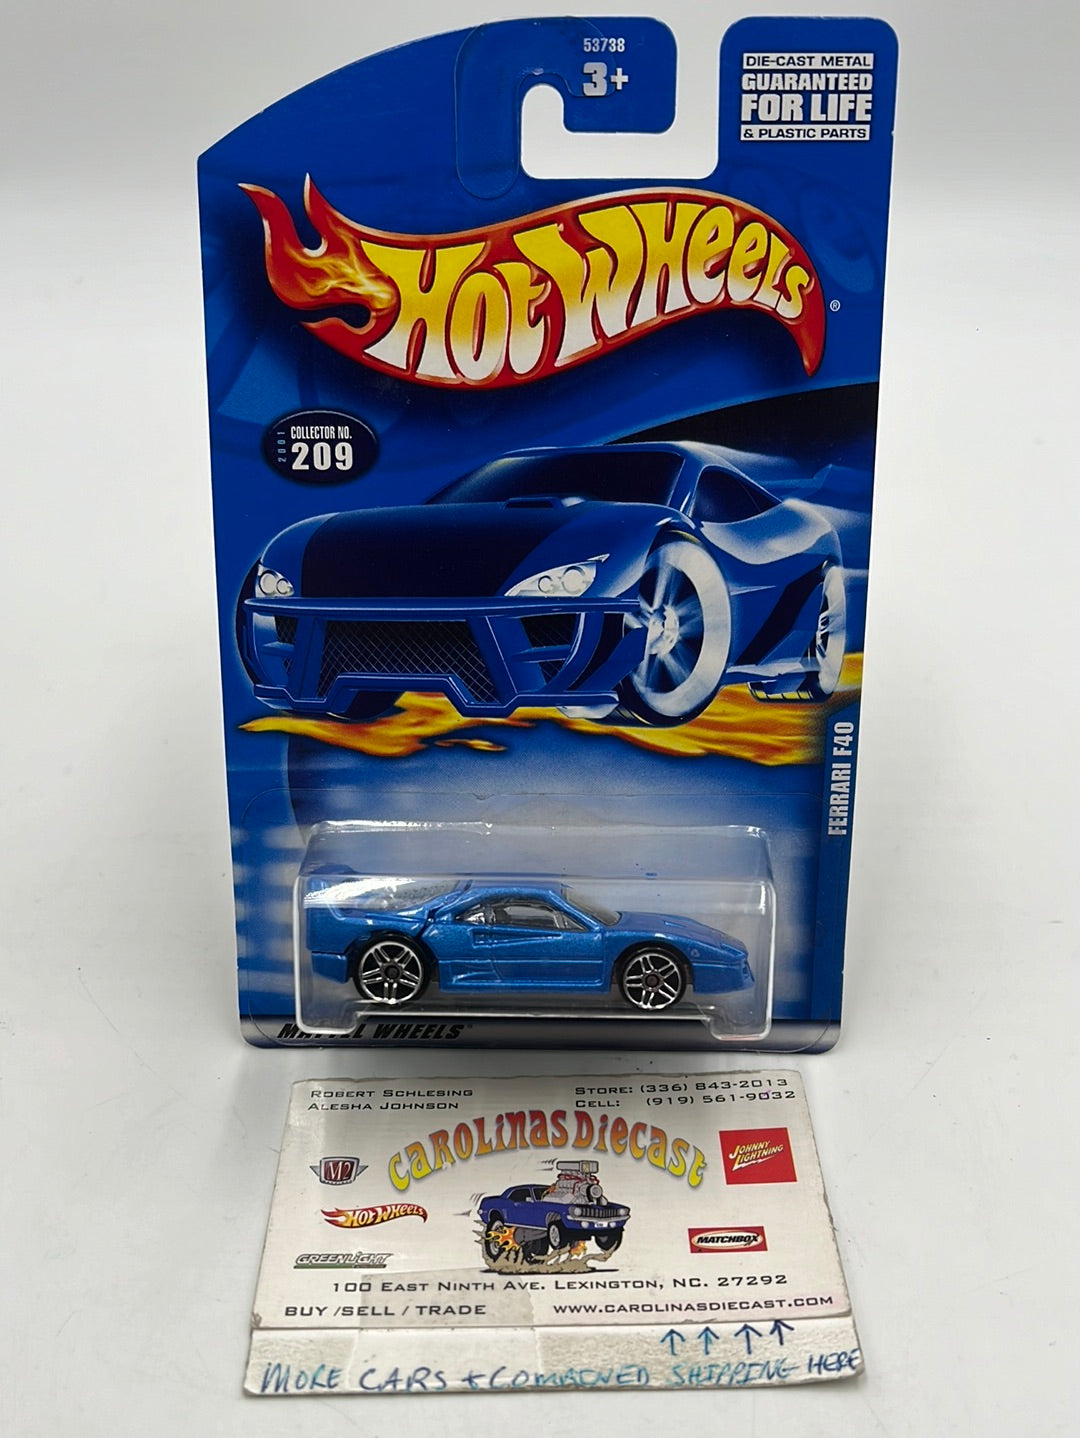 53738
3+
DIE-CAST METAL
GUARANTEED
FOR LIFE
& PLASTIC PARTS
HOT WHEELS
®
2001
COLLECTOR NO.
209
FERRARI F40
MATTEL WHEELS
ROBERT SCHLESING
ALESHA JOHNSON
STORE: (336) 843-2013
CELL: (919) 561-9032
CAROLINAS DIECAST
M2
JOHNNY LIGHTNING
HOT WHEELS
MATCHBOX
GREENLIGHT
100 EAST NINTH AVE. LEXINGTON, NC. 27292
BUY /SELL / TRADE
WWW.CAROLINASDIECAST.COM
MORE CARS + COMBINED SHIPPING HERE